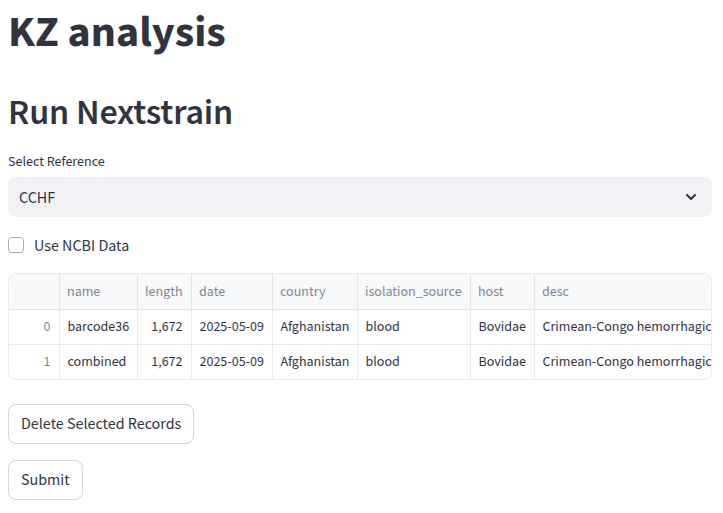 KZ analysis
Run Nextstrain
Select Reference
CCHF
Use NCBI Data
name length date country isolation_source host desc
0 barcode36 1,672 2025-05-09 Afghanistan blood Bovidae Crimean-Congo hemorrhagic
1 combined 1,672 2025-05-09 Afghanistan blood Bovidae Crimean-Congo hemorrhagic
Delete Selected Records
Submit